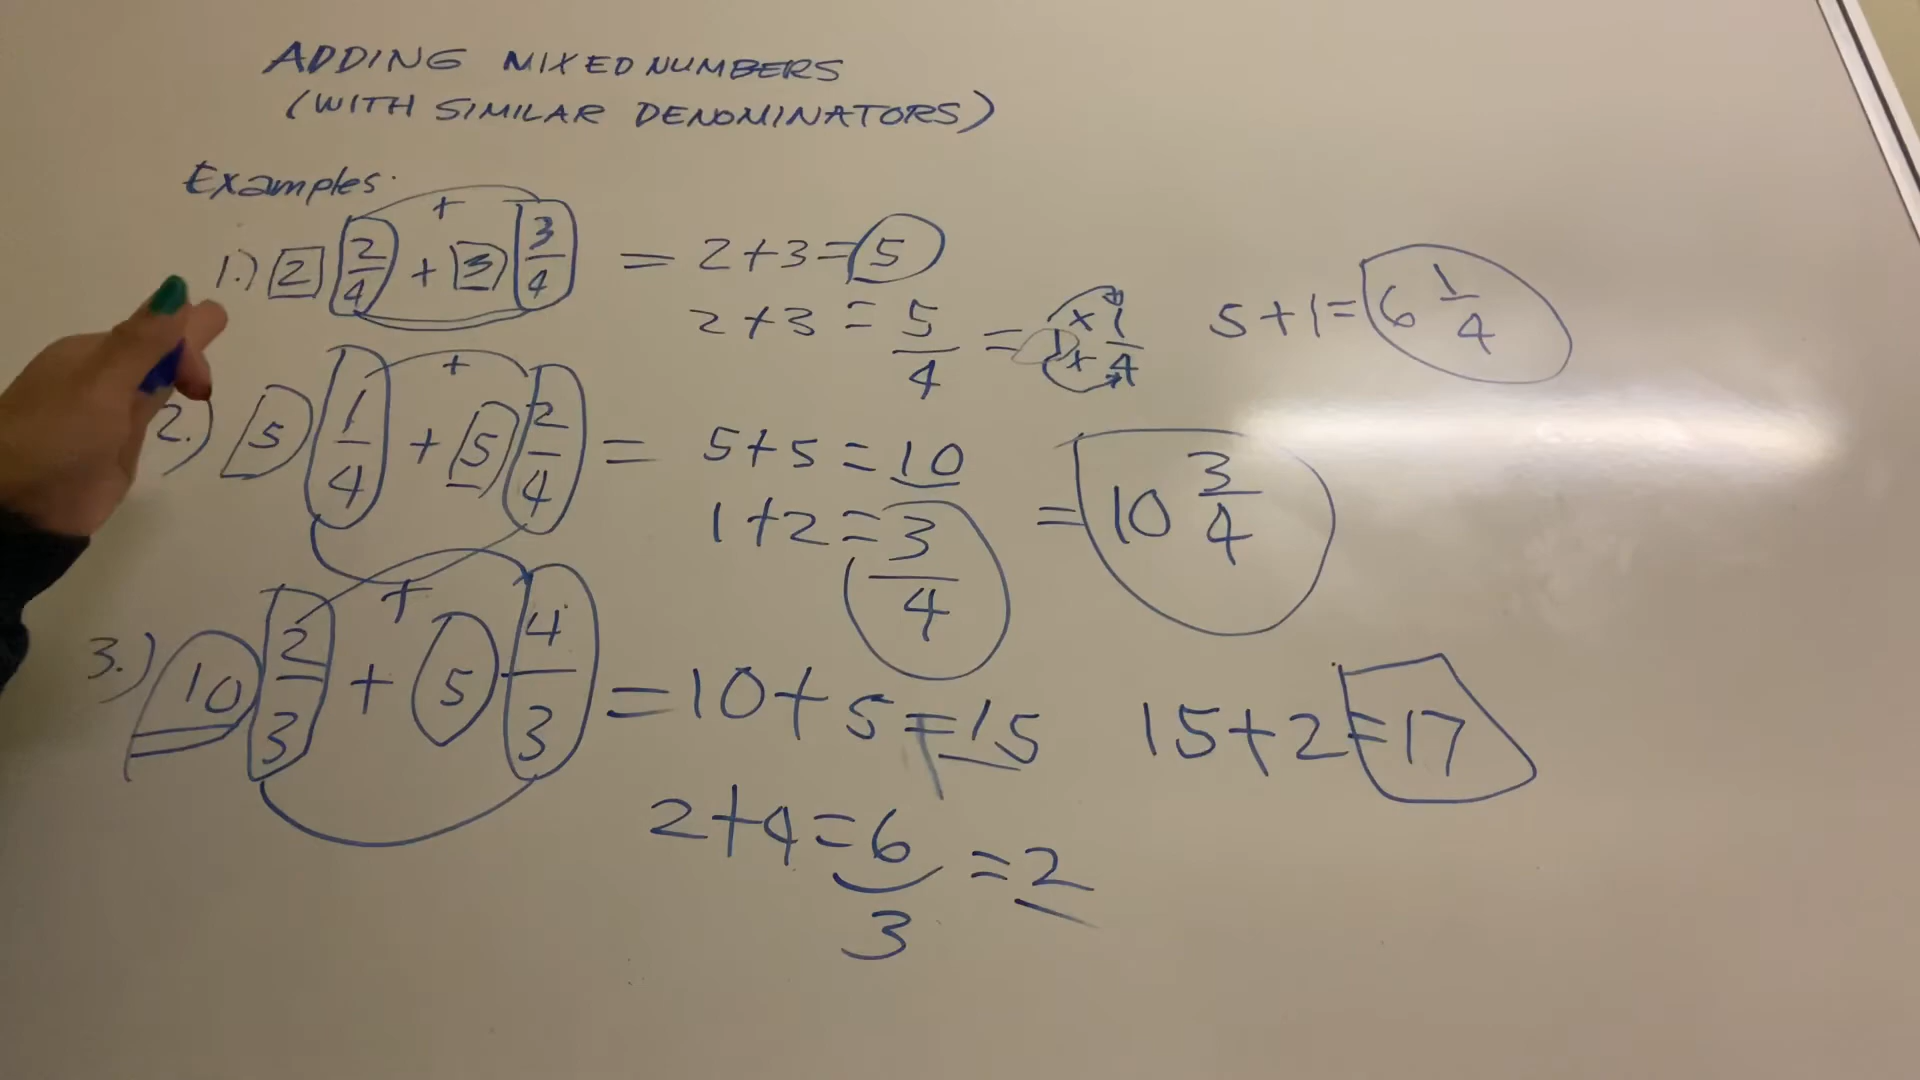 ADDING MIXED NUMBERS
(WITH SIMILAR DENOMINATORS)
Examples:
1.) 2 2/4 + 3 3/4 = 2+3=5
2+3 = 5/4 = 1 1/4
5+1=6 1/4
2.) 5 1/4 + 5 2/4 = 5+5=10
1+2=3/4 = 10 3/4
3.) 10 2/3 + 5 4/3 = 10+5=15
15+2=17
2+4=6/3 =2